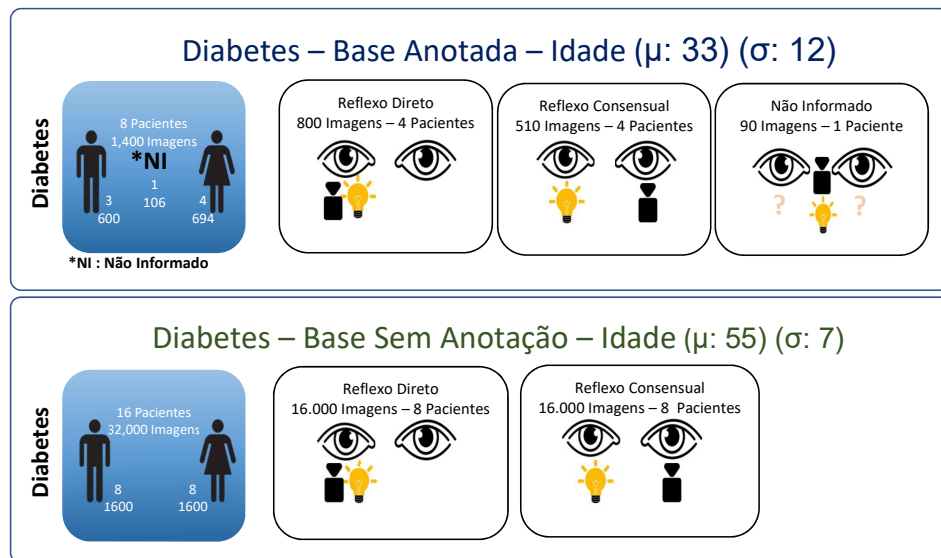 Diabetes – Base Anotada – Idade (μ: 33) (σ: 12)
Diabetes
8 Pacientes
1,400 Imagens
*NI
1
106
3
600
4
694
*NI : Não Informado
Reflexo Direto
800 Imagens – 4 Pacientes
Reflexo Consensual
510 Imagens – 4 Pacientes
Não Informado
90 Imagens – 1 Paciente
? ?
Diabetes – Base Sem Anotação – Idade (μ: 55) (σ: 7)
Diabetes
16 Pacientes
32,000 Imagens
8
1600
8
1600
Reflexo Direto
16.000 Imagens – 8 Pacientes
Reflexo Consensual
16.000 Imagens – 8 Pacientes